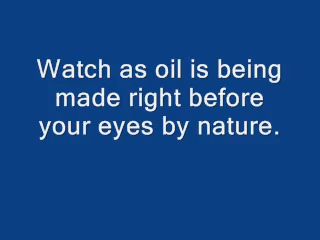 Watch as oil is being
made right before
your eyes by nature.